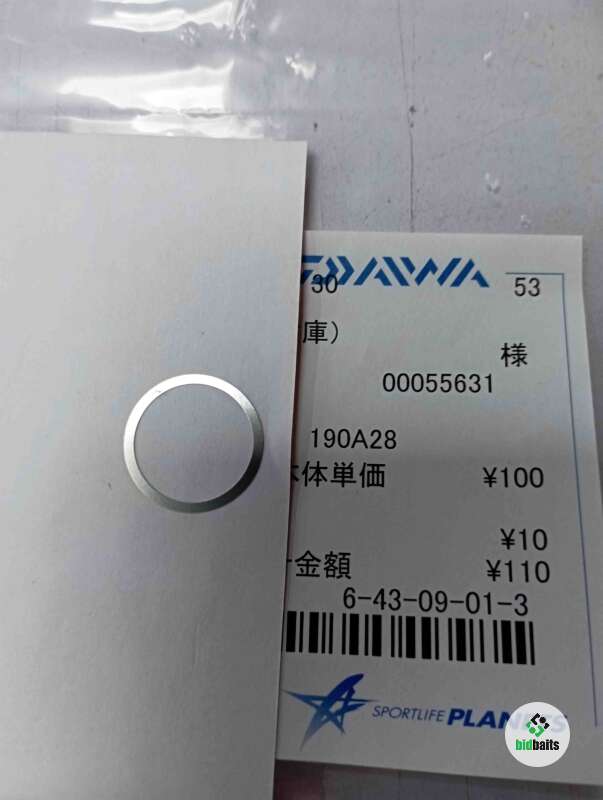 DAIWA
30 53
庫)
様
00055631
190A28
体単価 ¥100
¥10
金額 ¥110
6-43-09-01-3
SPORTLIFE PLANETS
bidbaits